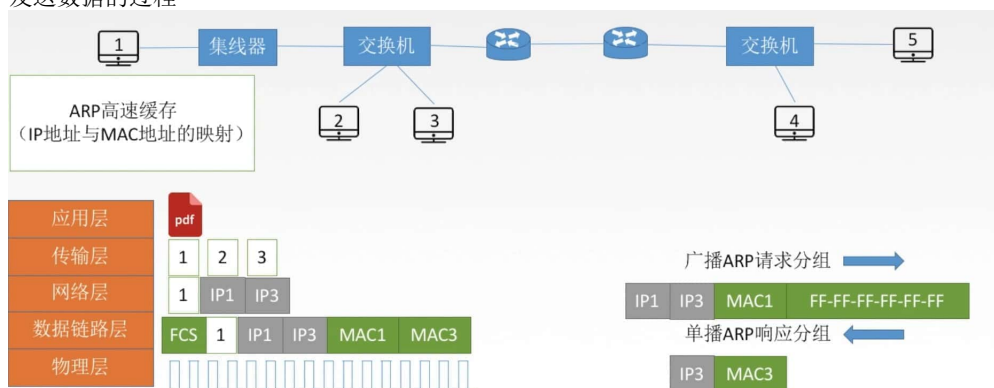 发送数据的过程
1 集线器 交换机 交换机 5
ARP高速缓存
（IP地址与MAC地址的映射）
2 3 4
应用层 pdf
传输层 1 2 3
广播ARP请求分组
网络层 1 IP1 IP3
IP1 IP3 MAC1 FF-FF-FF-FF-FF-FF
数据链路层 FCS 1 IP1 IP3 MAC1 MAC3
单播ARP响应分组
物理层
IP3 MAC3